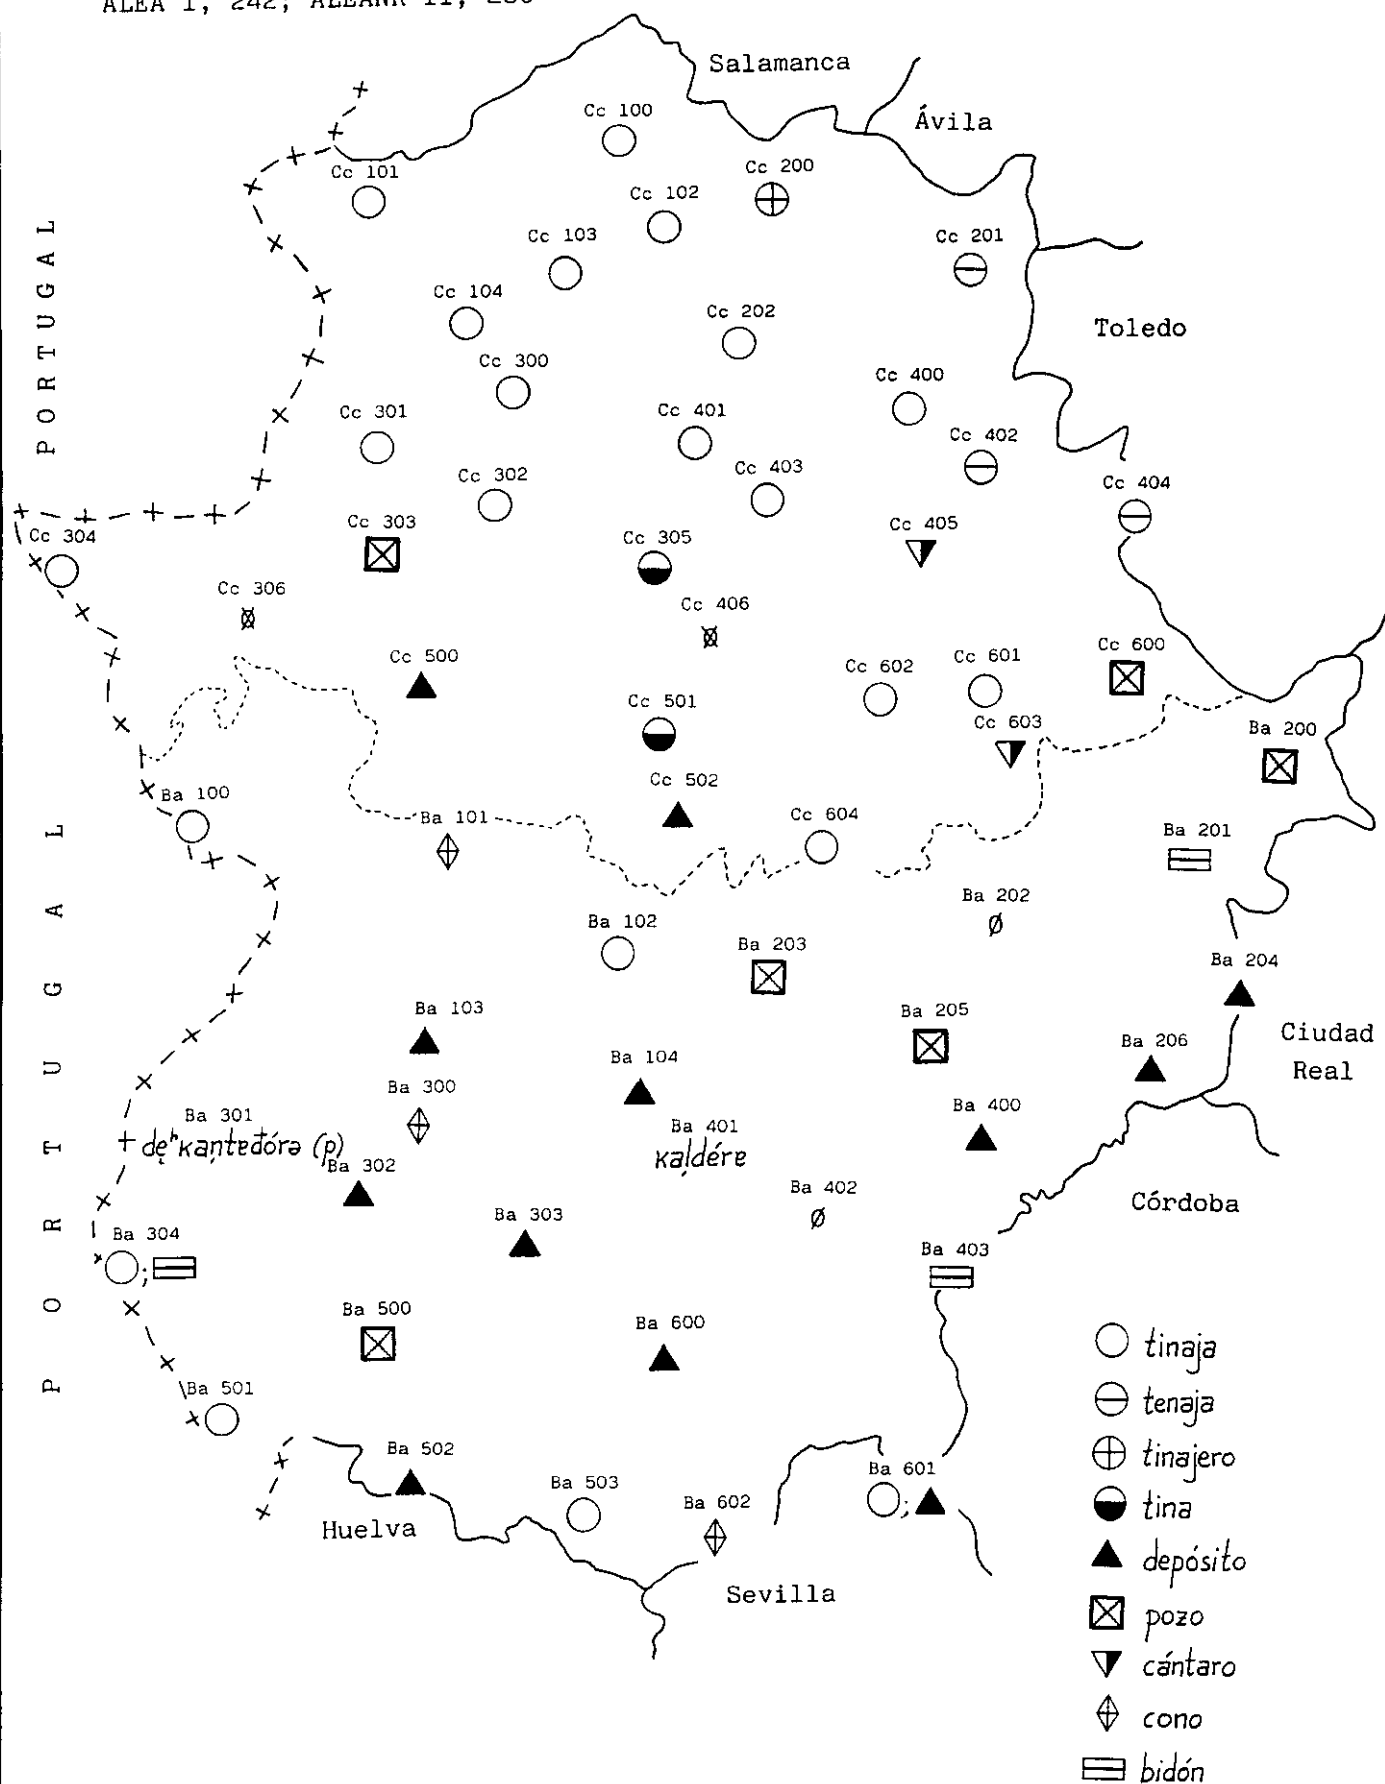 Salamanca
Ávila
Cc 100
Cc 101
Cc 200
Cc 102
Cc 103
Cc 201
Cc 104
Cc 202
Toledo
PORTUGAL
Cc 300
Cc 400
Cc 301
Cc 401
Cc 402
Cc 302
Cc 403
Cc 404
Cc 303
Cc 405
Cc 304
Cc 305
Cc 306
Cc 406
Cc 500
Cc 602
Cc 601
Cc 600
Cc 501
Cc 603
Ba 200
Cc 502
Ba 100
Ba 101
Cc 604
Ba 201
Ba 202
Ba 102
Ba 203
Ba 204
Ba 103
Ba 205
Ciudad
Real
Ba 104
Ba 206
Ba 300
Ba 400
Ba 301
Ba 401
kaldére
Ba 302
Ba 402
Córdoba
PORTUGAL
Ba 303
Ba 304
;
Ba 403
Ba 500
Ba 600
Ba 501
Ba 502
Ba 503
Ba 602
Ba 601
;
Huelva
Sevilla
tinaja
tenaja
tinajero
tina
depósito
pozo
cántaro
cono
bidón